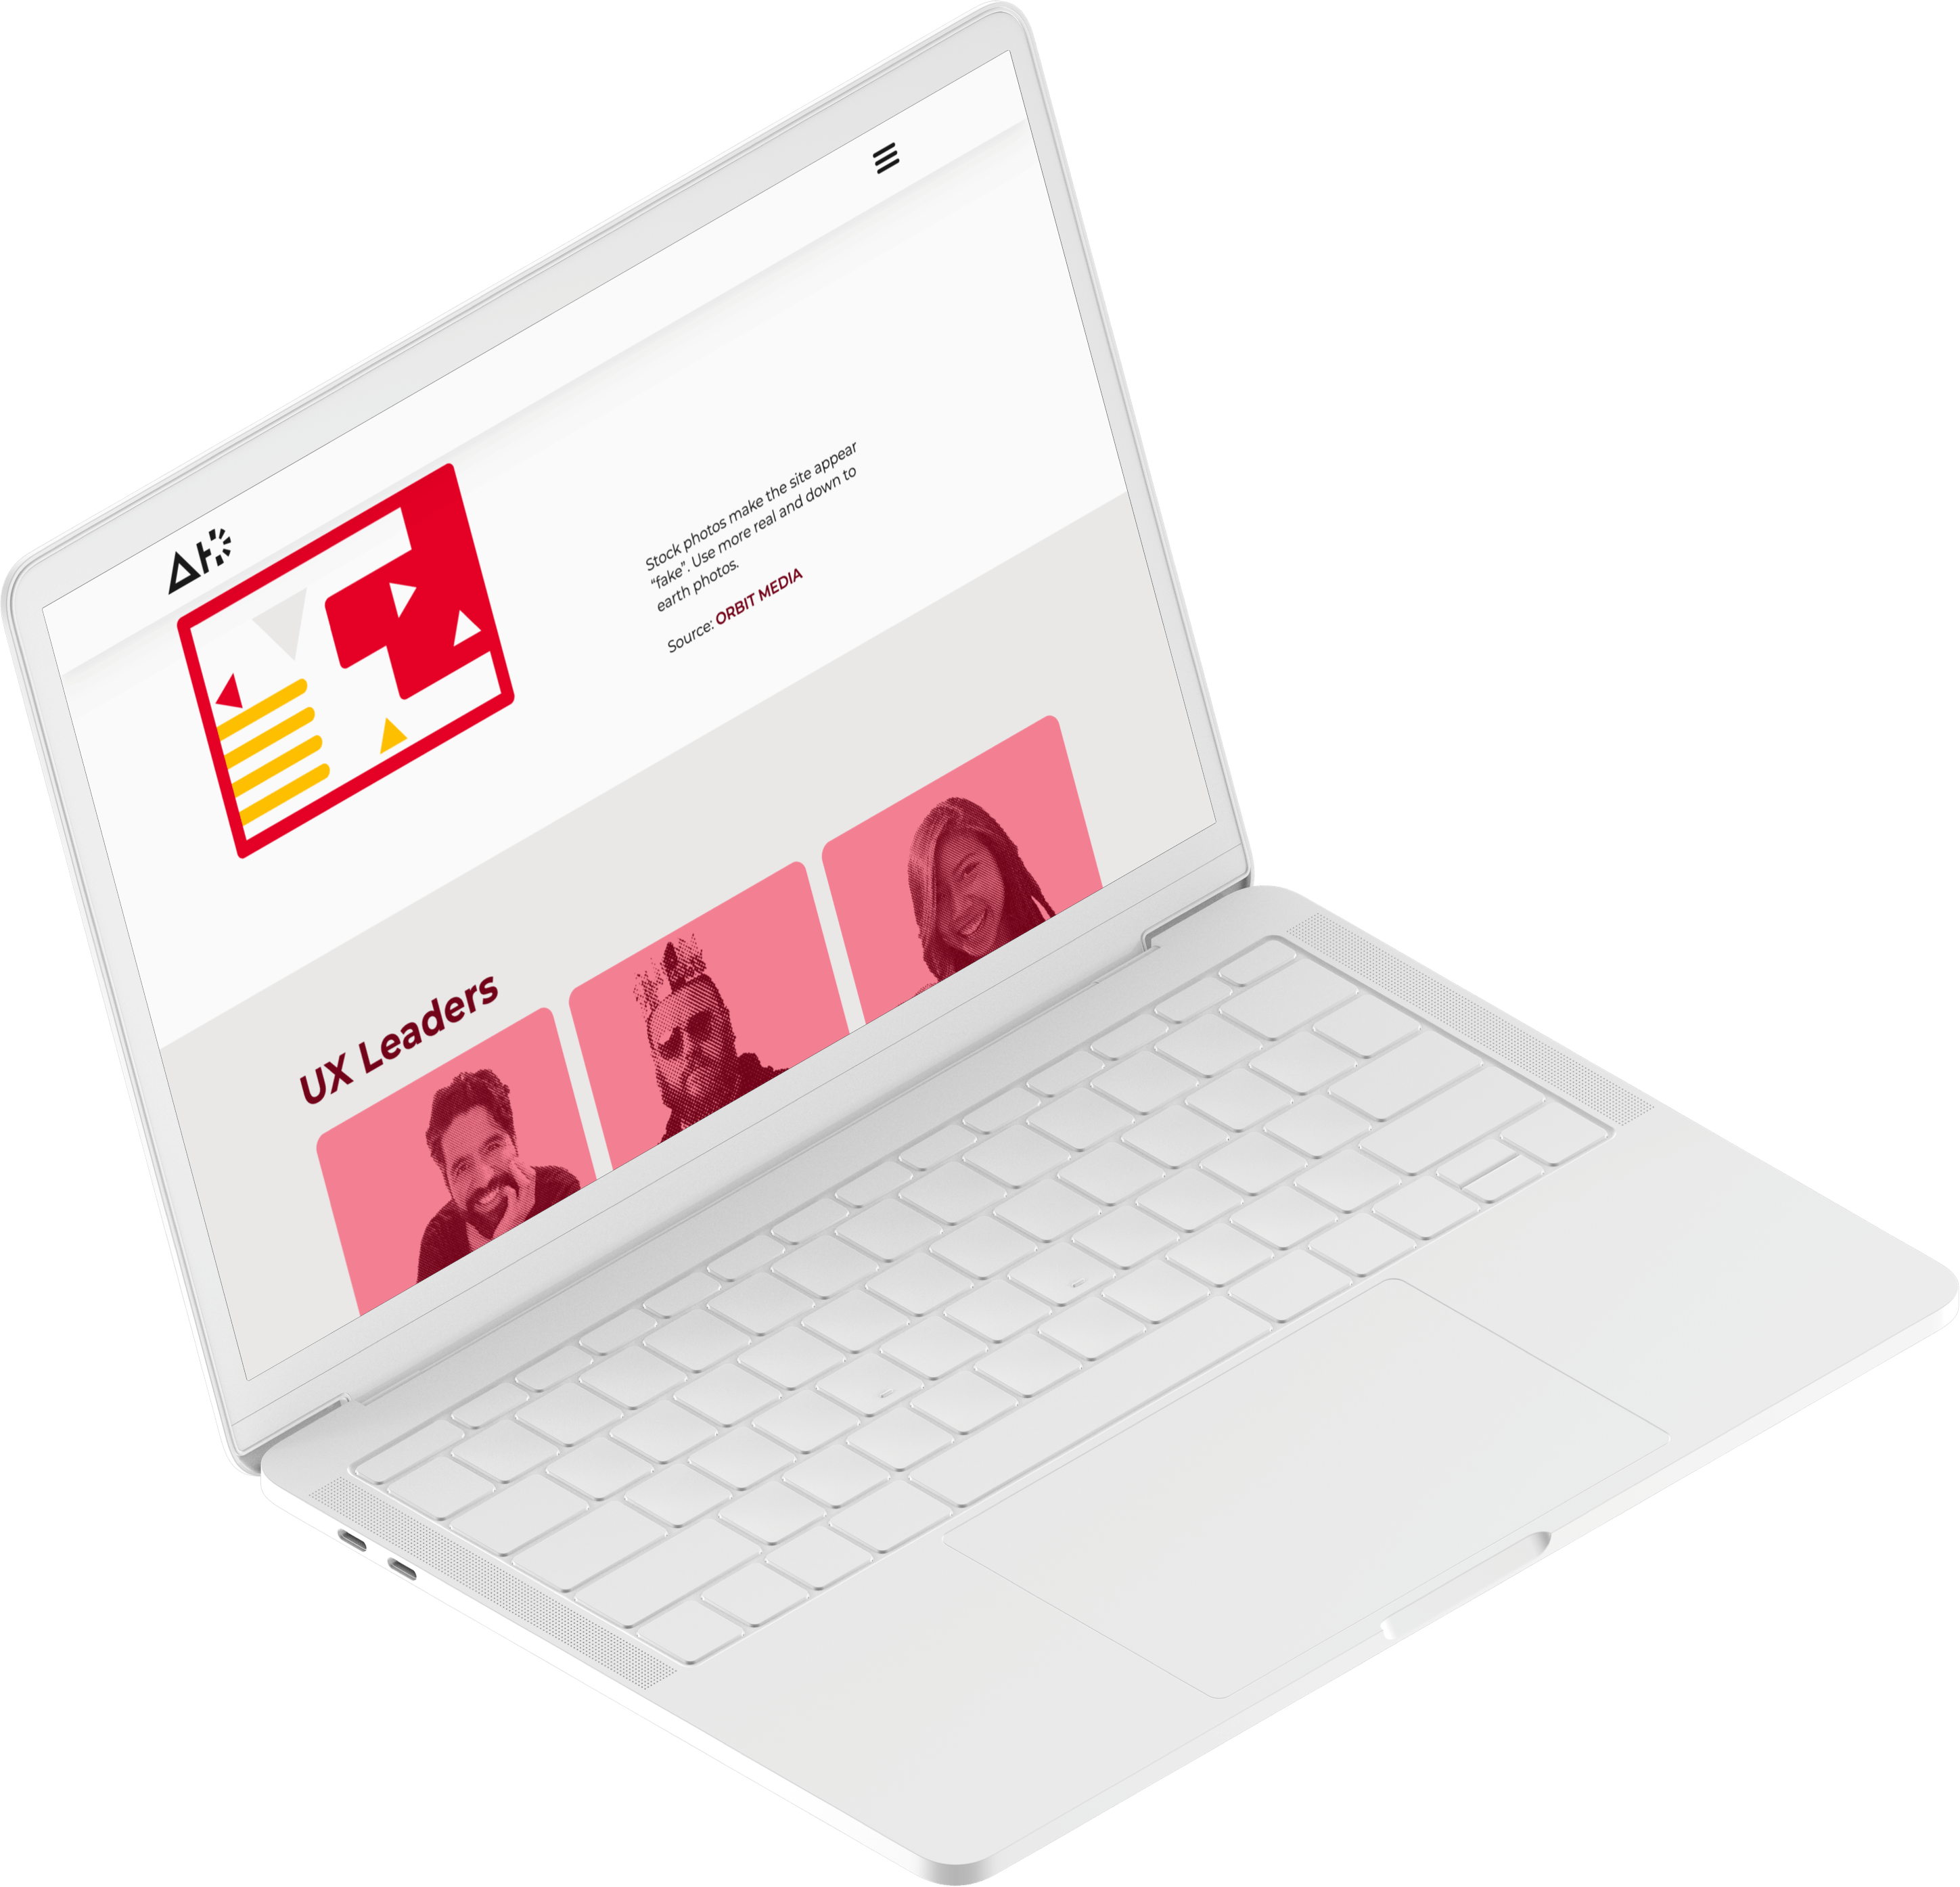 Stock photos make the site appear
“fake”. Use more real and down to
earth photos.
Source: ORBIT MEDIA
UX Leaders